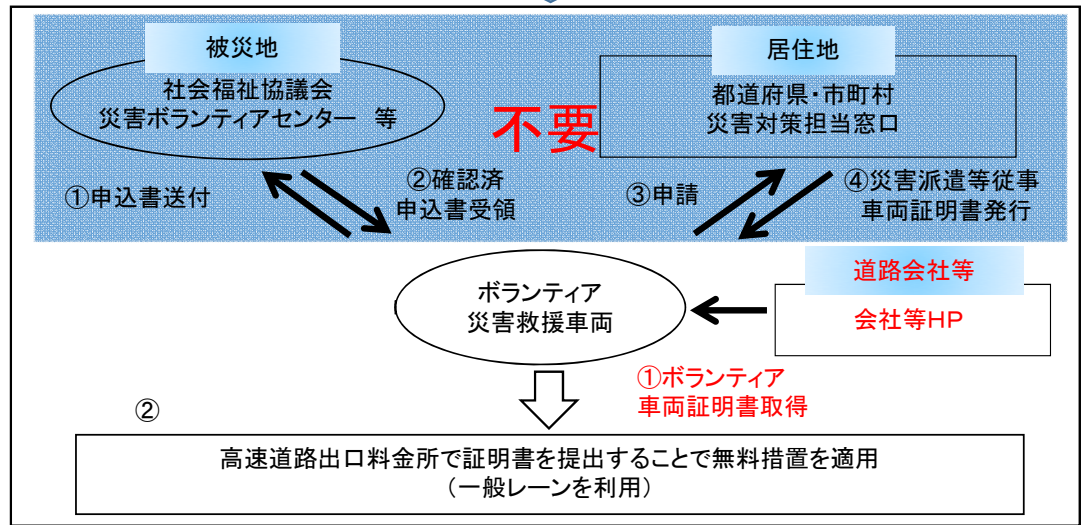 被災地
社会福祉協議会
災害ボランティアセンター 等
不要
居住地
都道府県・市町村
災害対策担当窓口
①申込書送付
②確認済
申込書受領
③申請
④災害派遣等従事
車両証明書発行
ボランティア
災害救援車両
道路会社等
会社等HP
①ボランティア
車両証明書取得
②
高速道路出口料金所で証明書を提出することで無料措置を適用
(一般レーンを利用)